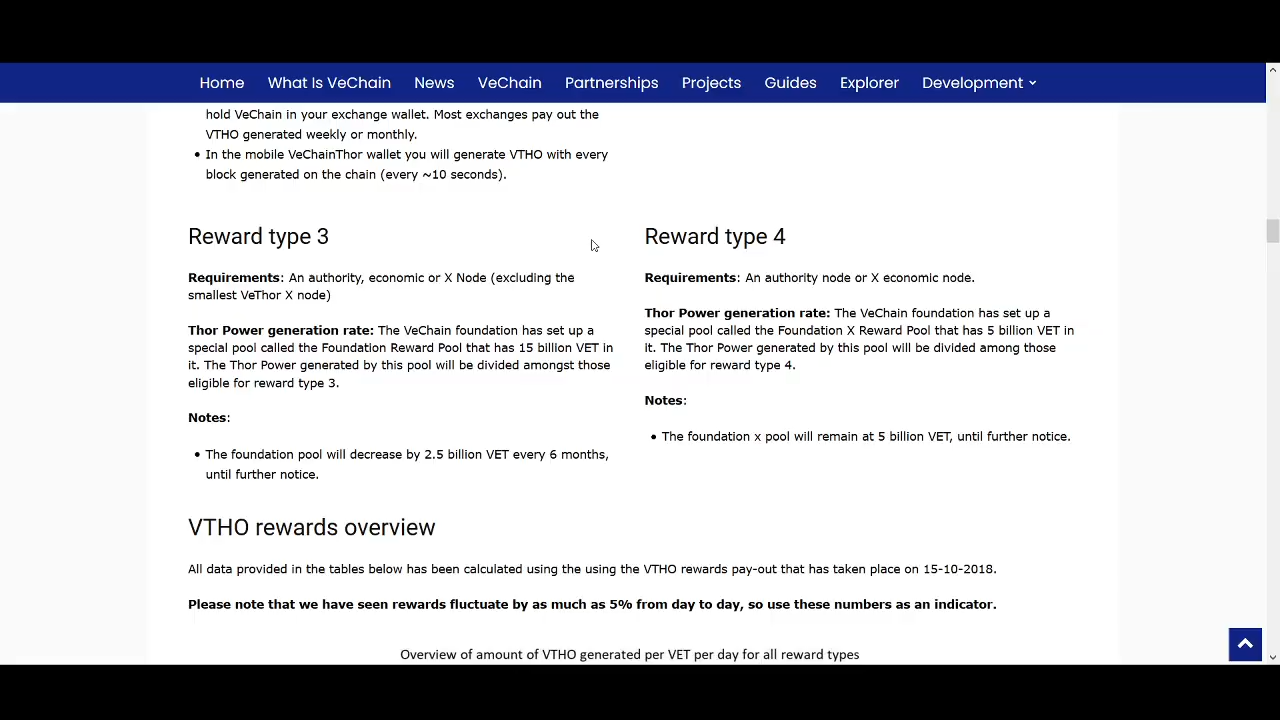 Home What Is VeChain News VeChain Partnerships Projects Guides Explorer Development
hold VeChain in your exchange wallet. Most exchanges pay out the
VTHO generated weekly or monthly.
• In the mobile VeChainThor wallet you will generate VTHO with every
block generated on the chain (every ~10 seconds).
Reward type 3
Requirements: An authority, economic or X Node (excluding the
smallest VeThor X node)
Thor Power generation rate: The VeChain foundation has set up a
special pool called the Foundation Reward Pool that has 15 billion VET in
it. The Thor Power generated by this pool will be divided amongst those
eligible for reward type 3.
Notes:
• The foundation pool will decrease by 2.5 billion VET every 6 months,
until further notice.
Reward type 4
Requirements: An authority node or X economic node.
Thor Power generation rate: The VeChain foundation has set up a
special pool called the Foundation X Reward Pool that has 5 billion VET in
it. The Thor Power generated by this pool will be divided among those
eligible for reward type 4.
Notes:
• The foundation x pool will remain at 5 billion VET, until further notice.
VTHO rewards overview
All data provided in the tables below has been calculated using the using the VTHO rewards pay-out that has taken place on 15-10-2018.
Please note that we have seen rewards fluctuate by as much as 5% from day to day, so use these numbers as an indicator.
Overview of amount of VTHO generated per VET per day for all reward types